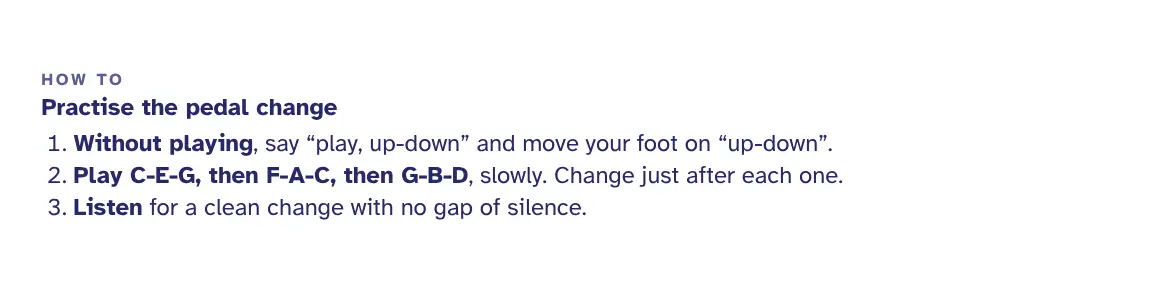 HOW TO
Practise the pedal change
1. Without playing, say “play, up-down” and move your foot on “up-down”.
2. Play C-E-G, then F-A-C, then G-B-D, slowly. Change just after each one.
3. Listen for a clean change with no gap of silence.